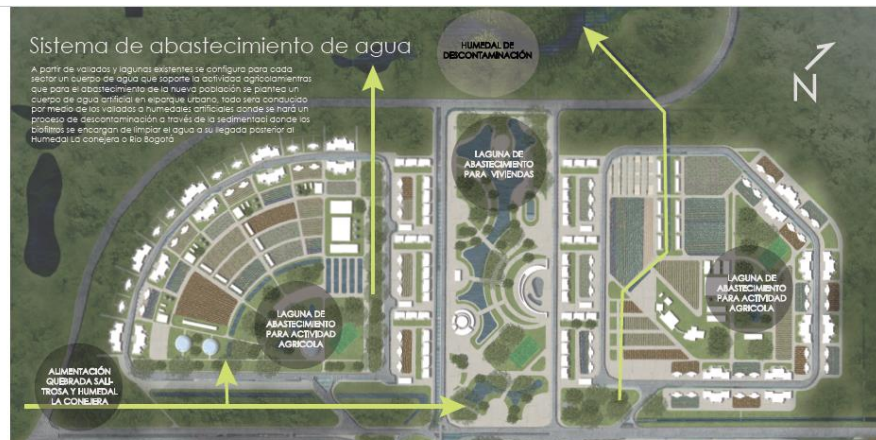 Sistema de abastecimiento de agua
A partir de vallados y lagunas existentes se configura para cada
sector un cuerpo de agua que soporte la actividad agricolamientras
que para el abastecimiento de la nueva población se plantea un
cuerpo de agua artificial en elparque urbano, todo sera conducido
por medio de los vallados a humedales artificiales donde se hará un
proceso de descontaminación a través de la sedimentaci donde los
biofiltros se encargan de limpiar el agua a su llegada posterior al
Humedal La conejera o Rio Bogotá
HUMEDAL DE
DESCONTAMINACIÓN
N
LAGUNA DE
ABASTECIMIENTO
PARA VIVIENDAS
LAGUNA DE
ABASTECIMIENTO
PARA ACTIVIDAD
AGRICOLA
LAGUNA DE
ABASTECIMIENTO
PARA ACTIVIDAD
AGRICOLA
ALIMENTACIÓN
QUEBRADA SALI-
TROSA Y HUMEDAL
LA CONEJERA